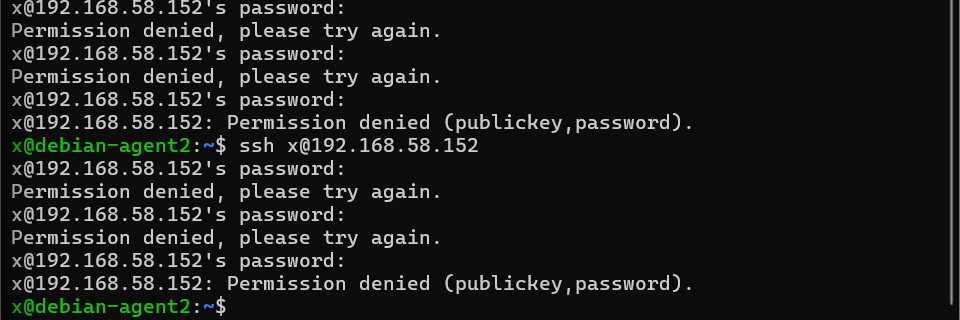 x@192.168.58.152's password:
Permission denied, please try again.
x@192.168.58.152's password:
Permission denied, please try again.
x@192.168.58.152's password:
x@192.168.58.152: Permission denied (publickey,password).
x@debian-agent2:~$ ssh x@192.168.58.152
x@192.168.58.152's password:
Permission denied, please try again.
x@192.168.58.152's password:
Permission denied, please try again.
x@192.168.58.152's password:
x@192.168.58.152: Permission denied (publickey,password).
x@debian-agent2:~$